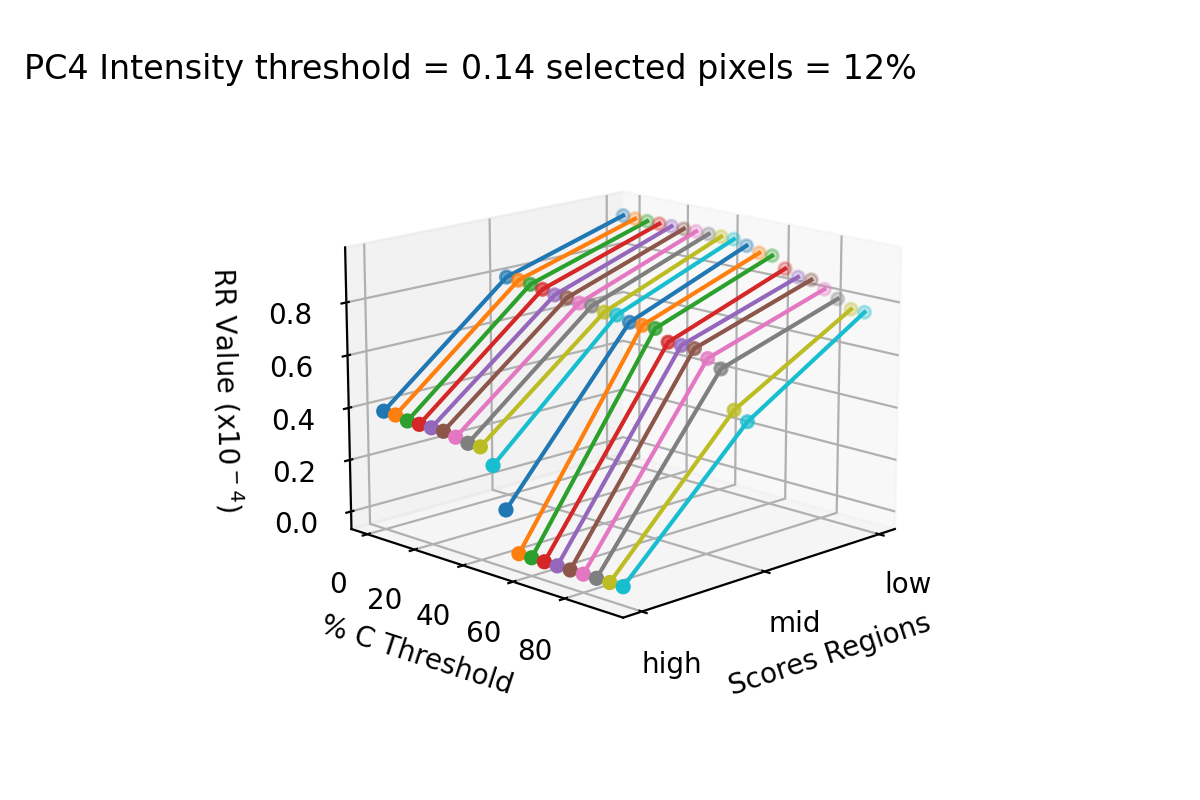 PC4 Intensity threshold = 0.14 selected pixels = 12%
RR Value (x10⁻⁴)
0.8
0.6
0.4
0.2
0.0
0
20
40
60
80
% C Threshold
high
mid
low
Scores Regions